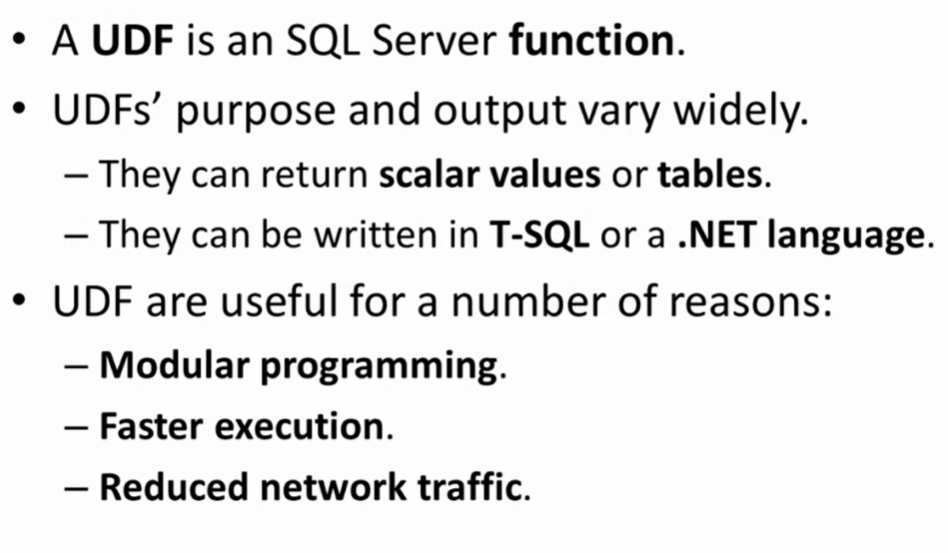 • A UDF is an SQL Server function.
• UDFs’ purpose and output vary widely.
– They can return scalar values or tables.
– They can be written in T-SQL or a .NET language.
• UDF are useful for a number of reasons:
– Modular programming.
– Faster execution.
– Reduced network traffic.